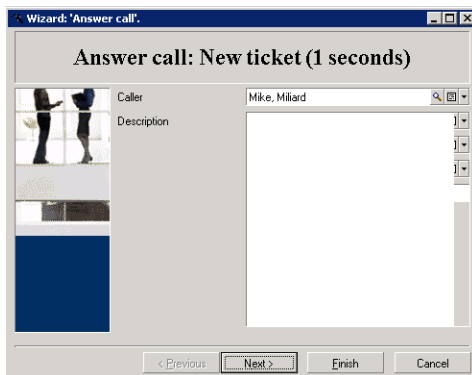 Wizard: 'Answer call'.
Answer call: New ticket (1 seconds)
Caller
Mike, Miliard
Description
< Previous
Next >
Finish
Cancel